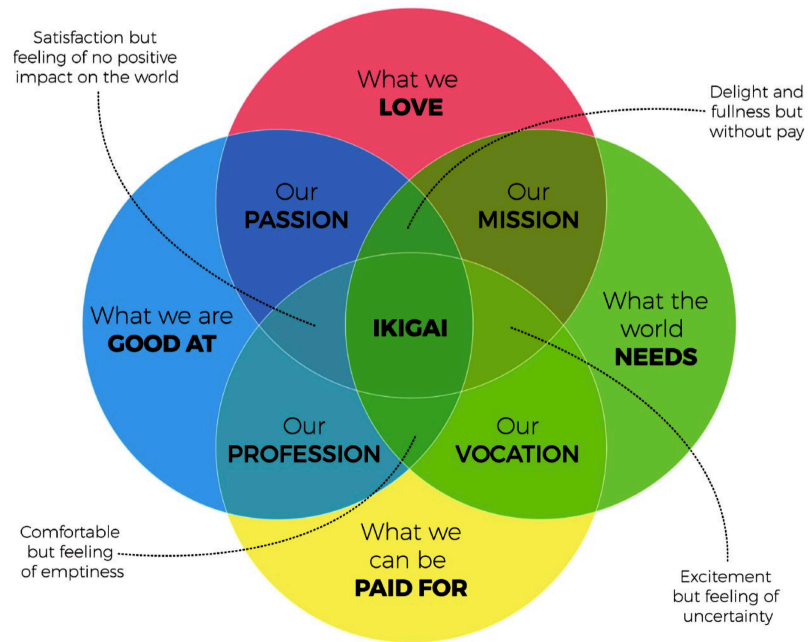 Satisfaction but
feeling of no positive
impact on the world
What we
LOVE
Delight and
fullness but
without pay
Our
PASSION
Our
MISSION
What we are
GOOD AT
IKIGAI
What the
world
NEEDS
Our
PROFESSION
Our
VOCATION
Comfortable
but feeling
of emptiness
What we
can be
PAID FOR
Excitement
but feeling of
uncertainty